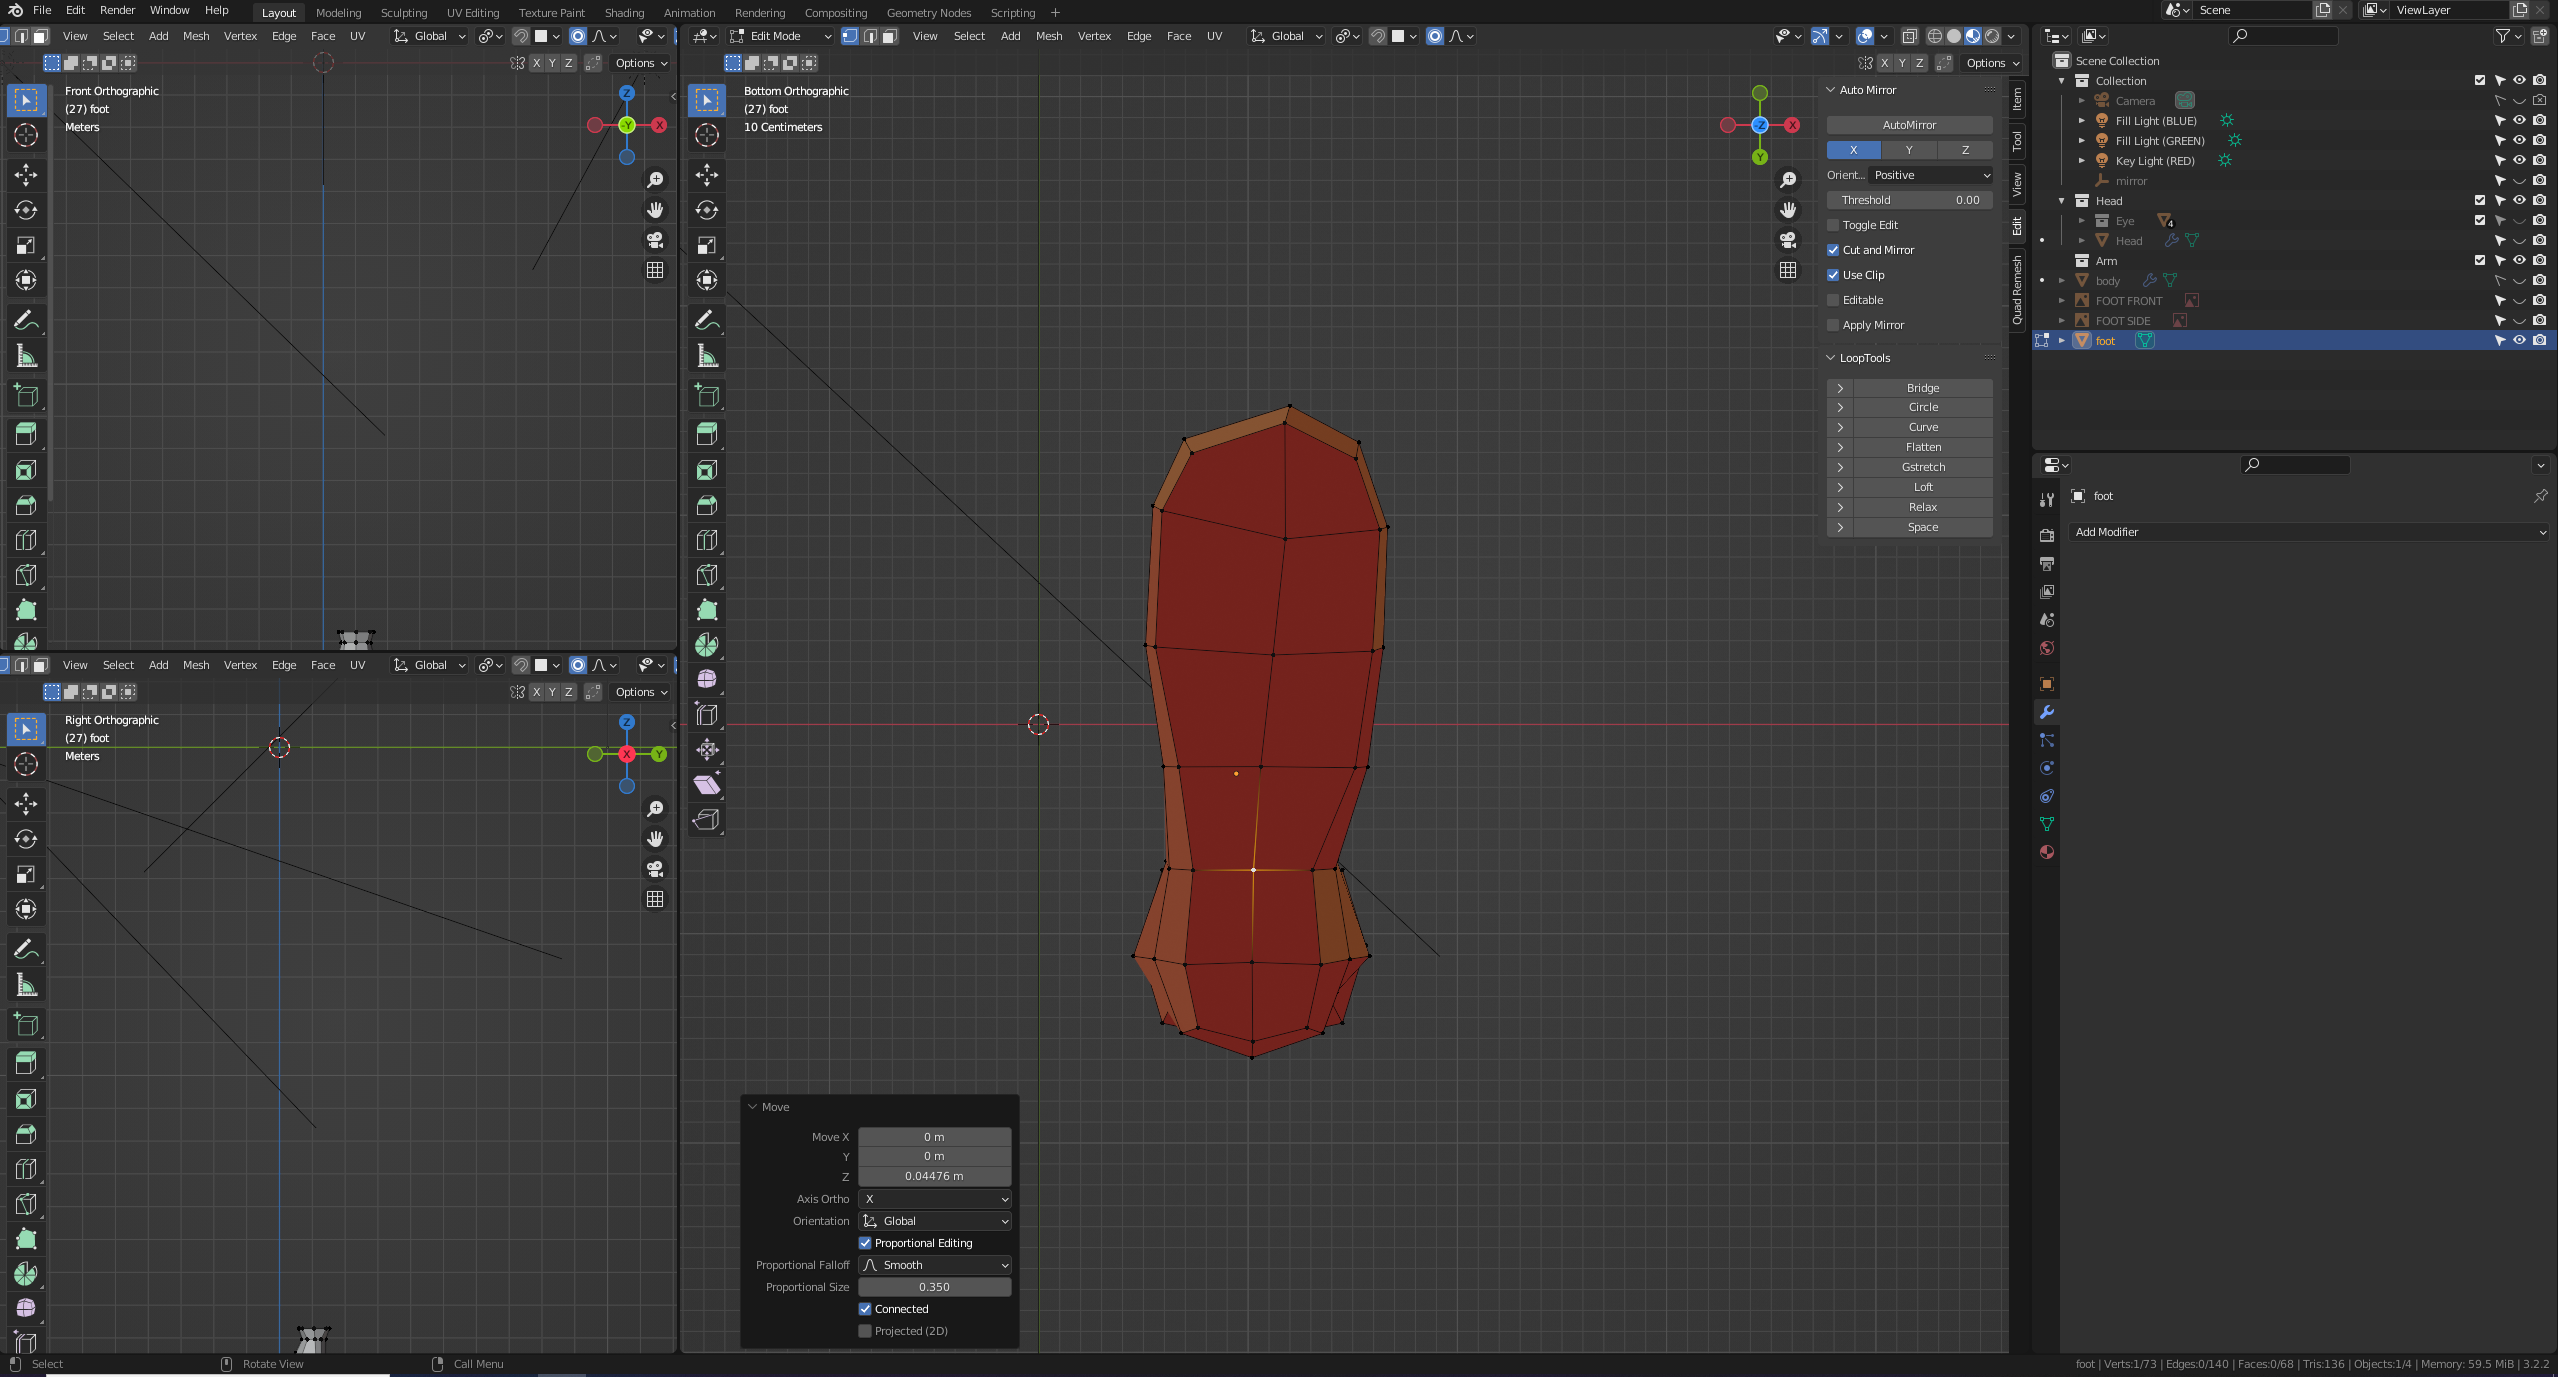 File Edit Render Window Help Layout Modeling Sculpting UV Editing Texture Paint Shading Animation Rendering Compositing Geometry Nodes Scripting + Scene ViewLayer
View Select Add Mesh Vertex Edge Face UV Global
X Y Z Options
Front Orthographic
(27) foot
Meters
Z
-Y X
View Select Add Mesh Vertex Edge Face UV Global
X Y Z Options
Right Orthographic
(27) foot
Meters
Z
X Y
Edit Mode View Select Add Mesh Vertex Edge Face UV Global
X Y Z Options
Bottom Orthographic
(27) foot
10 Centimeters
-Z X
Y
Auto Mirror
AutoMirror
X Y Z
Orient... Positive
Threshold 0.00
Toggle Edit
Cut and Mirror
Use Clip
Editable
Apply Mirror
LoopTools
Bridge
Circle
Curve
Flatten
Gstretch
Loft
Relax
Space
Item
Tool
View
Edit
Quad Remesh
Move
Move X 0 m
Y 0 m
Z 0.04476 m
Axis Ortho X
Orientation Global
Proportional Editing
Proportional Falloff Smooth
Proportional Size 0.350
Connected
Projected (2D)
Scene Collection
Collection
Camera
Fill Light (BLUE)
Fill Light (GREEN)
Key Light (RED)
mirror
Head
Eye 4
Head
Arm
body
FOOT FRONT
FOOT SIDE
foot
foot
Add Modifier
Select Rotate View Call Menu
foot | Verts:1/73 | Edges:0/140 | Faces:0/68 | Tris:136 | Objects:1/4 | Memory: 59.5 MiB | 3.2.2